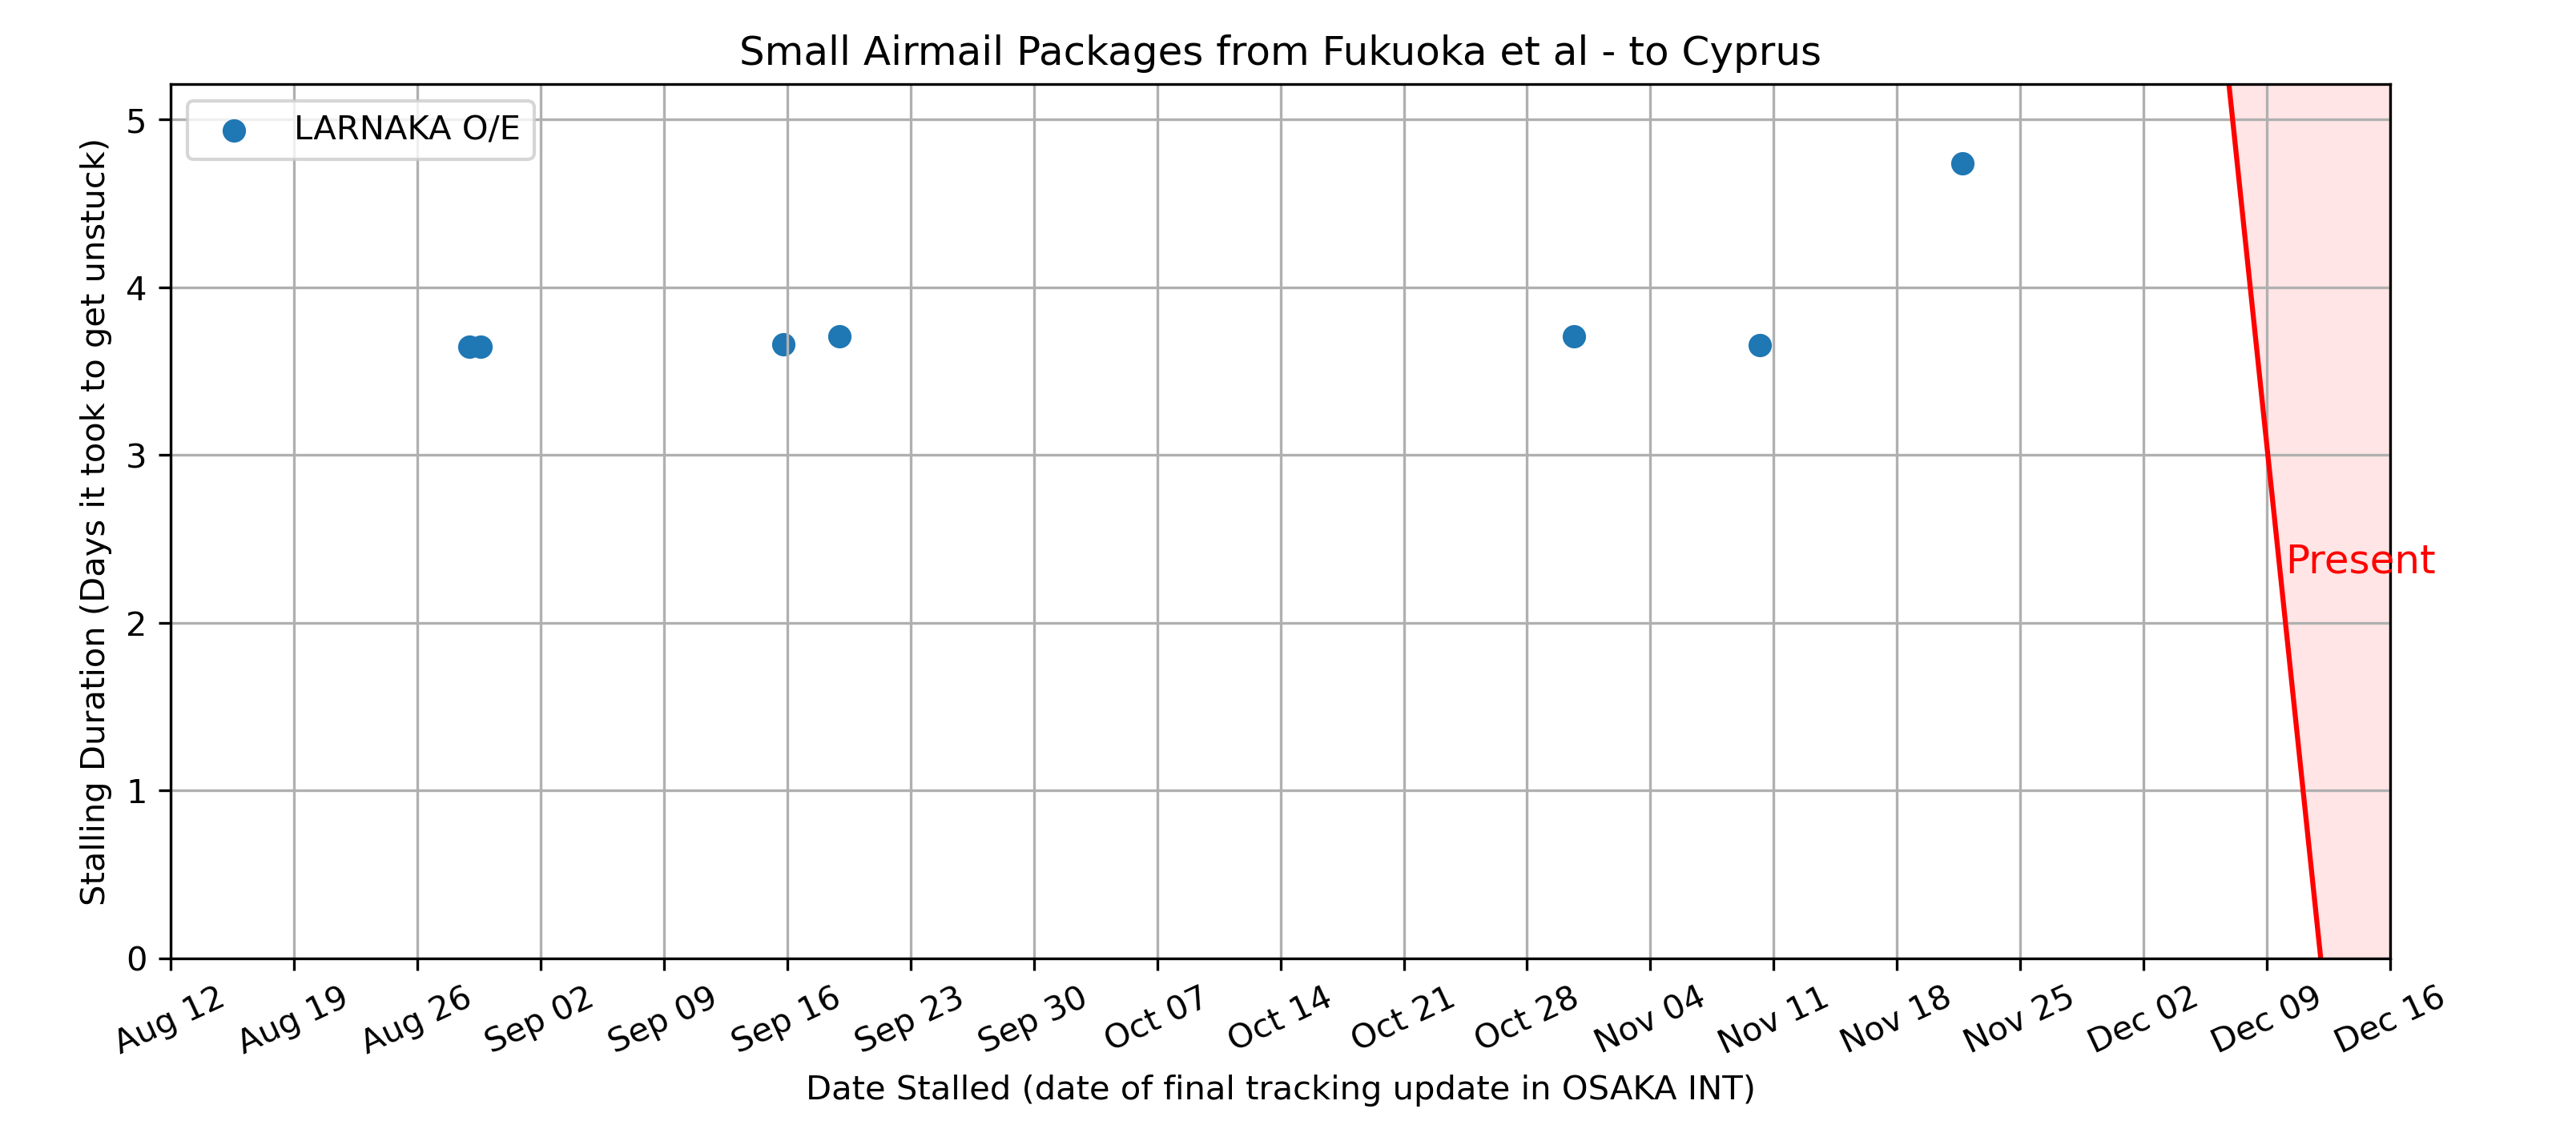 Small Airmail Packages from Fukuoka et al - to Cyprus
LARNAKA O/E
Stalling Duration (Days it took to get unstuck)
5
4
3
2
1
0
Present
Aug 12
Aug 19
Aug 26
Sep 02
Sep 09
Sep 16
Sep 23
Sep 30
Oct 07
Oct 14
Oct 21
Oct 28
Nov 04
Nov 11
Nov 18
Nov 25
Dec 02
Dec 09
Dec 16
Date Stalled (date of final tracking update in OSAKA INT)